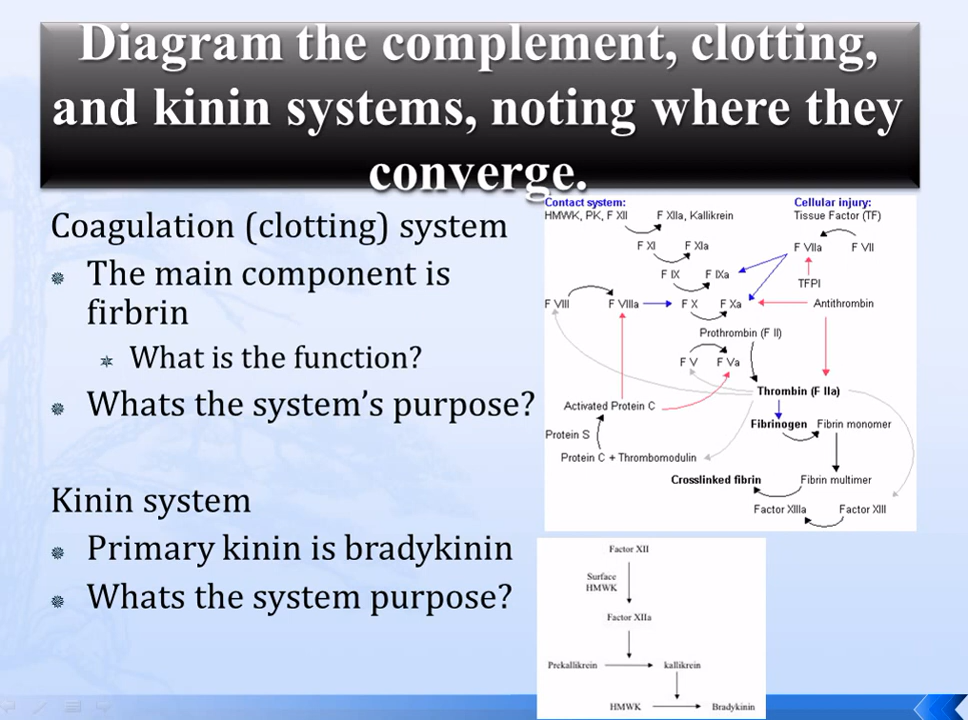 Diagram the complement, clotting,
and kinin systems, noting where they
converge.
Coagulation (clotting) system
The main component is
firbrin
What is the function?
Whats the system's purpose?
Kinin system
Primary kinin is bradykinin
Whats the system purpose?
Contact system:
HMWK, PK, F XII
F XIIa, Kallikrein
Cellular injury:
Tissue Factor (TF)
F XI
F XIa
F VIIa
F VII
F IX
F IXa
TFPI
F VIII
F VIIIa
F X
F Xa
Antithrombin
Prothrombin (F II)
F V
F Va
Thrombin (F IIa)
Activated Protein C
Fibrinogen
Fibrin monomer
Protein S
Protein C + Thrombomodulin
Crosslinked fibrin
Fibrin multimer
Factor XIIIa
Factor XIII
Factor XII
Surface
HMWK
Factor XIIa
Prekallikrein
kallikrein
HMWK
Bradykinin